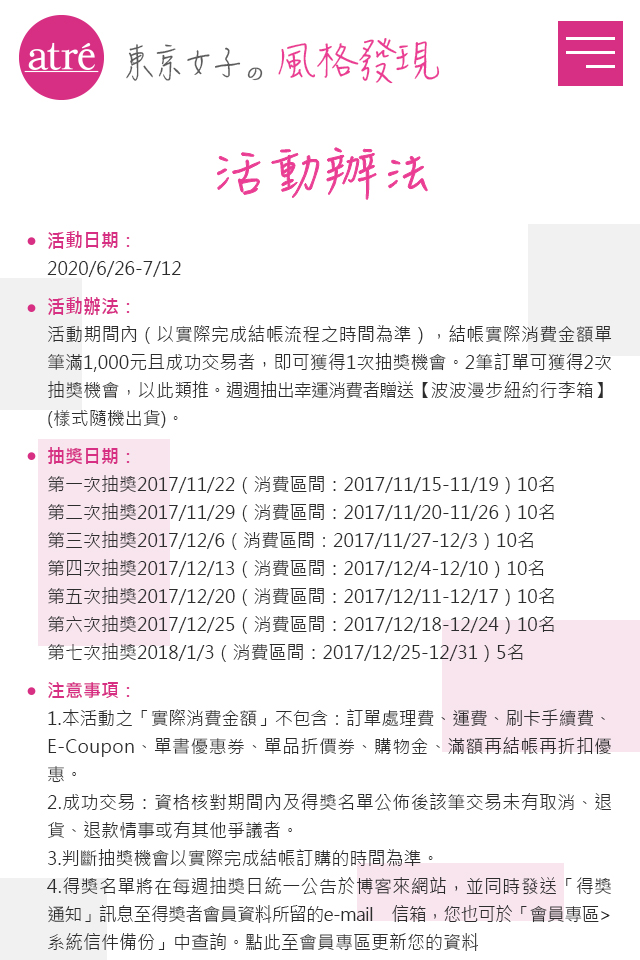 atré
東京女子の風格發現
活動辦法
活動日期：
2020/6/26-7/12
活動辦法：
活動期間內（以實際完成結帳流程之時間為準），結帳實際消費金額單
筆滿1,000元且成功交易者，即可獲得1次抽獎機會。2筆訂單可獲得2次
抽獎機會，以此類推。週週抽出幸運消費者贈送【波波漫步紐約行李箱】
(樣式隨機出貨)。
抽獎日期：
第一次抽獎2017/11/22（消費區間：2017/11/15-11/19）10名
第二次抽獎2017/11/29（消費區間：2017/11/20-11/26）10名
第三次抽獎2017/12/6（消費區間：2017/11/27-12/3）10名
第四次抽獎2017/12/13（消費區間：2017/12/4-12/10）10名
第五次抽獎2017/12/20（消費區間：2017/12/11-12/17）10名
第六次抽獎2017/12/25（消費區間：2017/12/18-12/24）10名
第七次抽獎2018/1/3（消費區間：2017/12/25-12/31）5名
注意事項：
1.本活動之「實際消費金額」不包含：訂單處理費、運費、刷卡手續費、
E-Coupon、單書優惠券、單品折價券、購物金、滿額再結帳再折扣優
惠。
2.成功交易：資格核對期間內及得獎名單公佈後該筆交易未有取消、退
貨、退款情事或有其他爭議者。
3.判斷抽獎機會以實際完成結帳訂購的時間為準。
4.得獎名單將在每週抽獎日統一公告於博客來網站，並同時發送「得獎
通知」訊息至得獎者會員資料所留的e-mail　信箱，您也可於「會員專區>
系統信件備份」中查詢。點此至會員專區更新您的資料